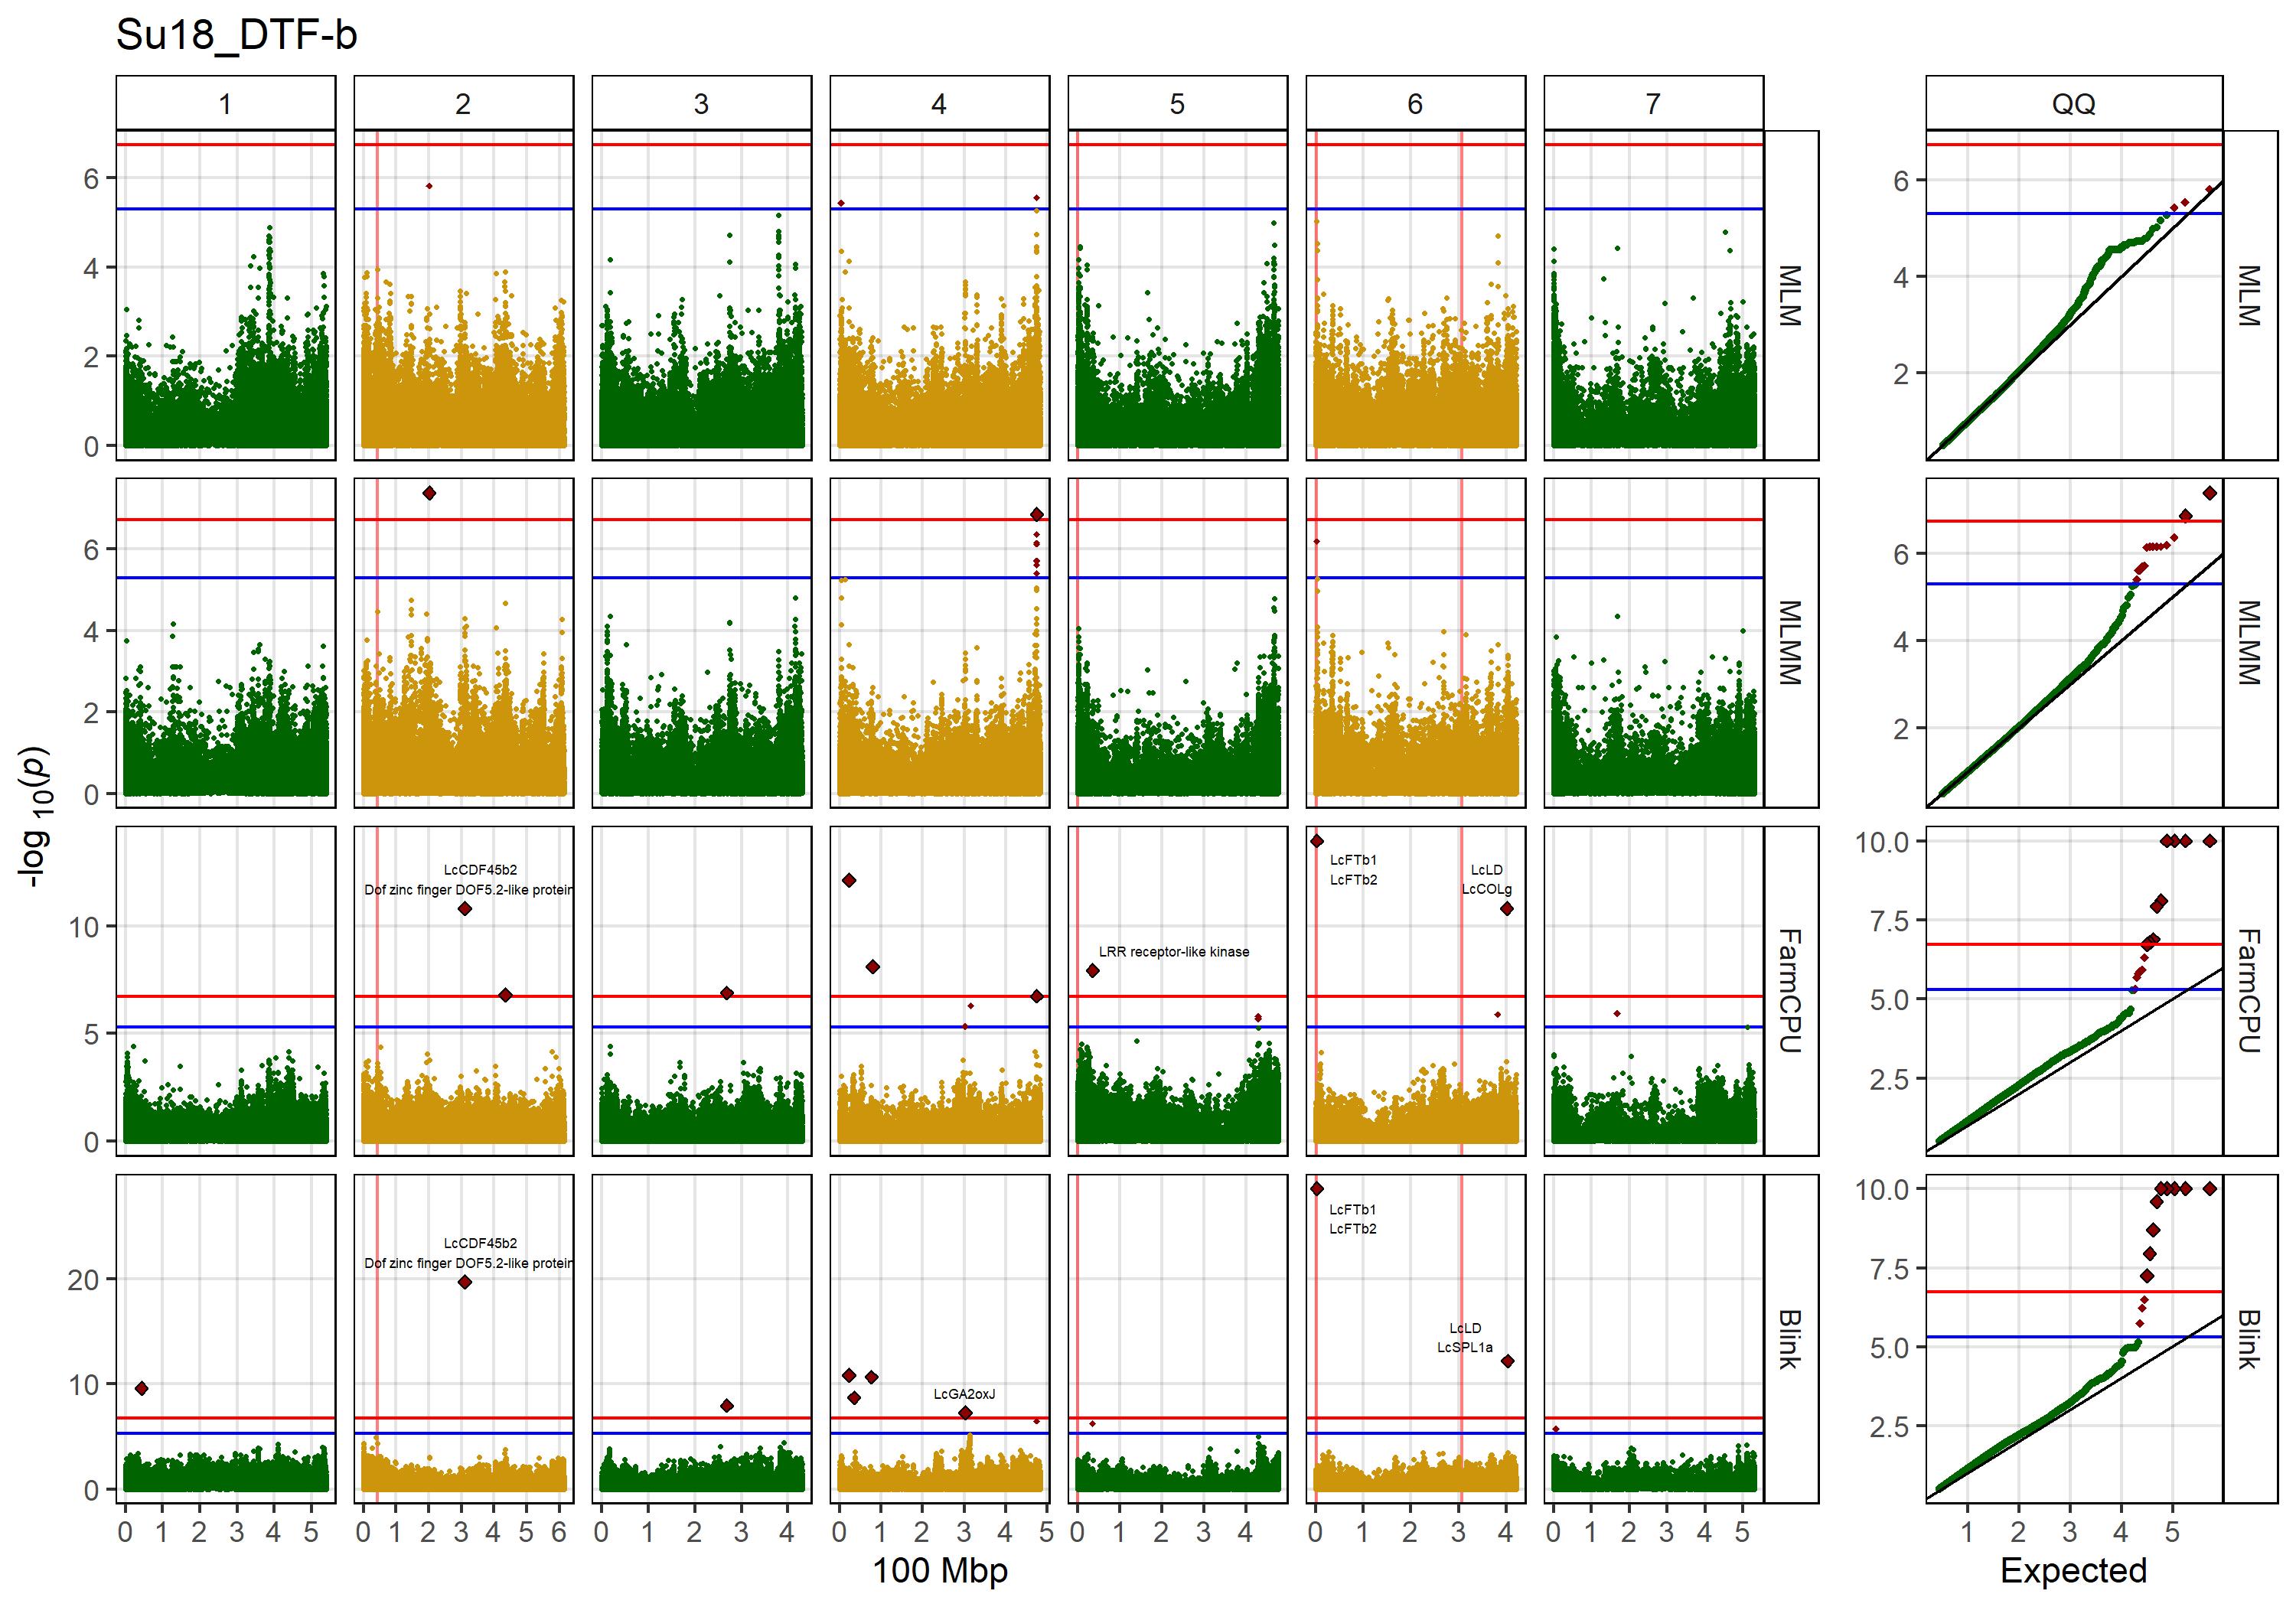 Su18_DTF-b
1 2 3 4 5 6 7 QQ
6
4
2
0
MLM
6
4
2
MLM
6
4
2
0
MLMM
6
4
2
MLMM
-log 10(p)
10
5
0
LcCDF45b2
Dof zinc finger DOF5.2-like protein
LRR receptor-like kinase
LcFTb1
LcFTb2
LcLD
LcCOLg
FarmCPU
10.0
7.5
5.0
2.5
FarmCPU
20
10
0
LcCDF45b2
Dof zinc finger DOF5.2-like protein
LcGA2oxJ
LcFTb1
LcFTb2
LcLD
LcSPL1a
Blink
10.0
7.5
5.0
2.5
Blink
0 1 2 3 4 5
0 1 2 3 4 5 6
0 1 2 3 4
0 1 2 3 4 5
0 1 2 3 4
0 1 2 3 4
0 1 2 3 4 5
1 2 3 4 5
100 Mbp
Expected